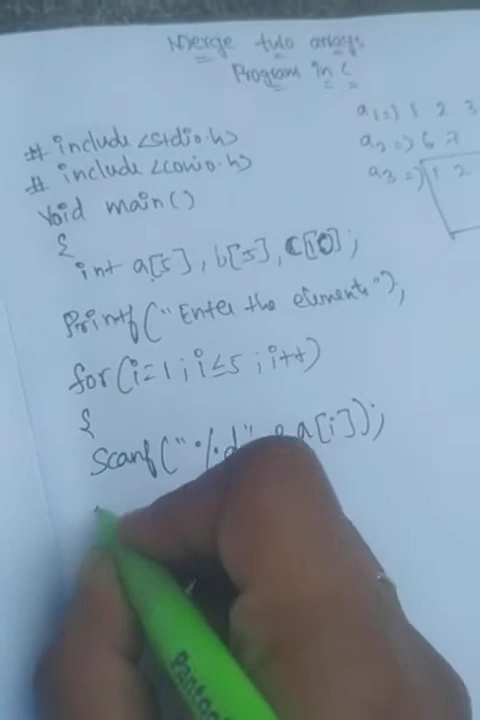 Merge two arrays
Program in C
a1=) 1 2 3
a2=) 6 7
a3=) 1 2
# include <stdio.h>
# include <conio.h>
Void main()
{
int a[5], b[5], C[10];
Printf("Enter the elements");
for(i=1; i≤5; i++)
{
Scanf("%d" a[i]);
Pentonic